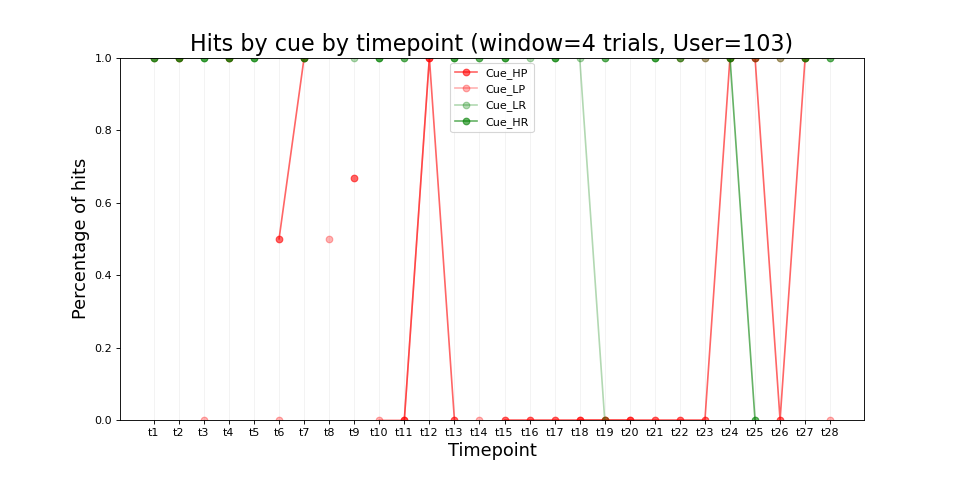 Hits by cue by timepoint (window=4 trials, User=103)
1.0
0.8
0.6
0.4
0.2
0.0
Percentage of hits
Cue_HP
Cue_LP
Cue_LR
Cue_HR
t1 t2 t3 t4 t5 t6 t7 t8 t9 t10 t11 t12 t13 t14 t15 t16 t17 t18 t19 t20 t21 t22 t23 t24 t25 t26 t27 t28
Timepoint